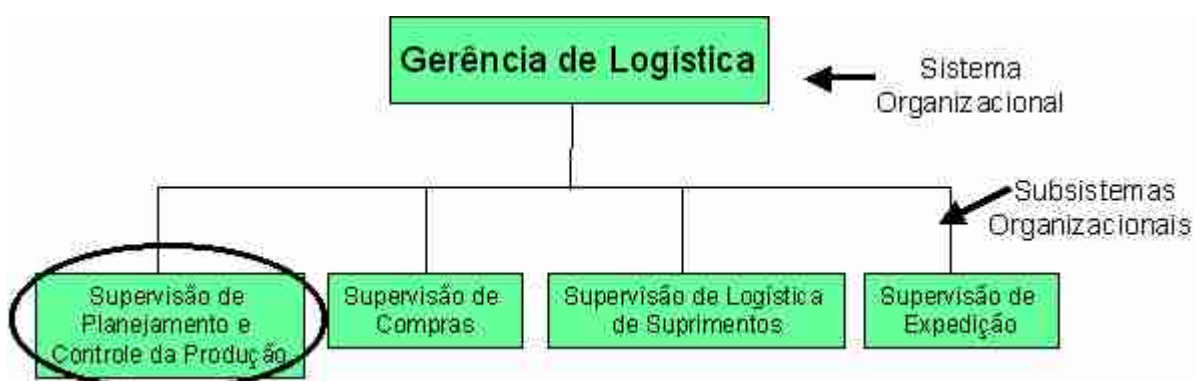 Gerência de Logística
Sistema
Organizacional
Subsistemas
Organizacionais
Supervisão de
Planejamento e
Controle da Produção
Supervisão de
Compras
Supervisão de Logística
de Suprimentos
Supervisão de
Expedição